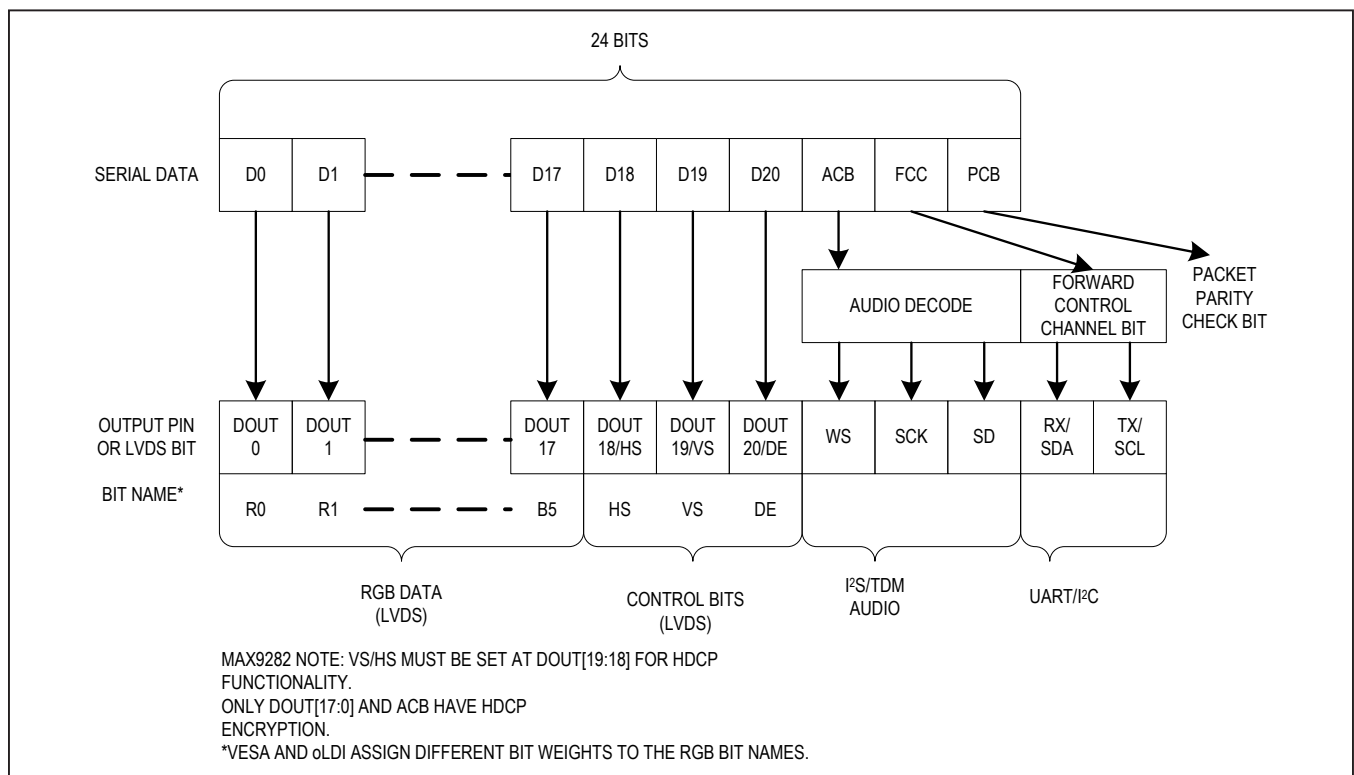 24 BITS
SERIAL DATA
D0 D1 D17 D18 D19 D20 ACB FCC PCB
AUDIO DECODE
FORWARD
CONTROL
CHANNEL BIT
PACKET
PARITY
CHECK BIT
OUTPUT PIN
OR LVDS BIT
DOUT
0
DOUT
1
DOUT
17
DOUT
18/HS
DOUT
19/VS
DOUT
20/DE
WS
SCK
SD
RX/
SDA
TX/
SCL
BIT NAME*
R0 R1 B5 HS VS DE
RGB DATA
(LVDS)
CONTROL BITS
(LVDS)
I²S/TDM
AUDIO
UART/I²C
MAX9282 NOTE: VS/HS MUST BE SET AT DOUT[19:18] FOR HDCP
FUNCTIONALITY.
ONLY DOUT[17:0] AND ACB HAVE HDCP
ENCRYPTION.
*VESA AND oLDI ASSIGN DIFFERENT BIT WEIGHTS TO THE RGB BIT NAMES.